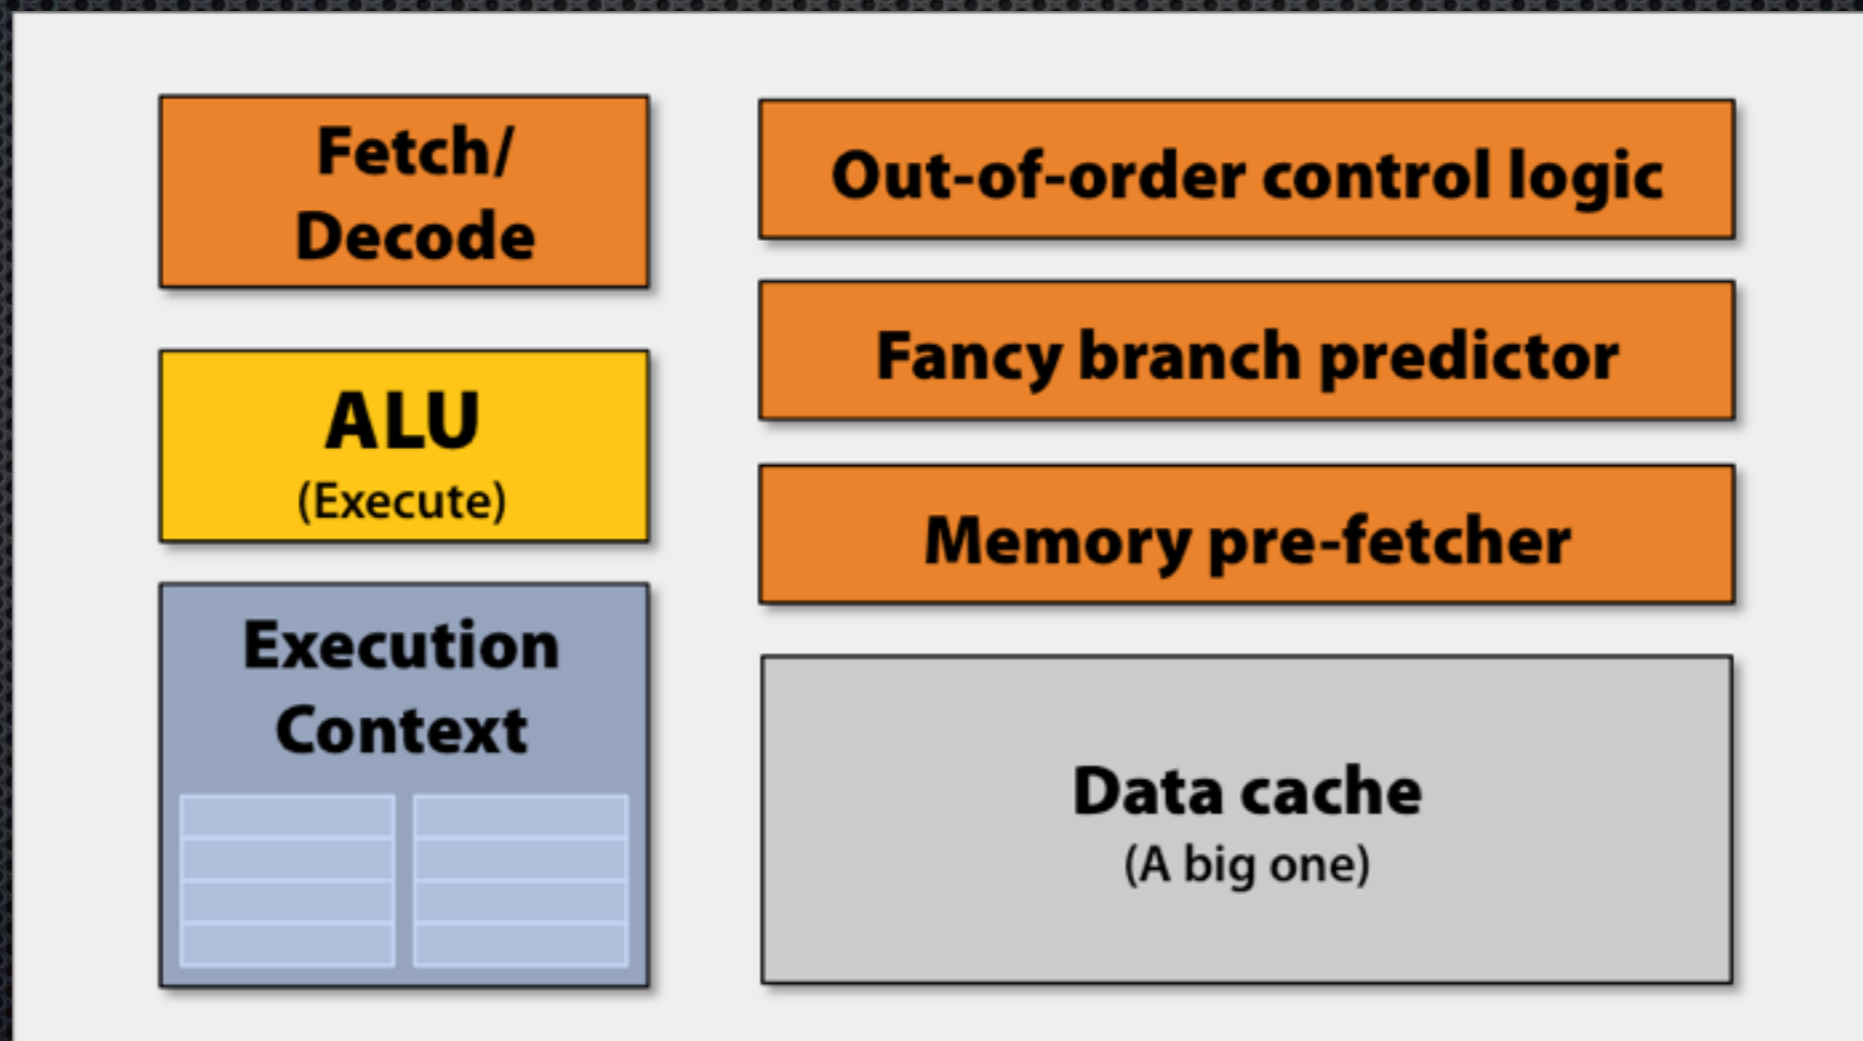 Fetch/
Decode
ALU
(Execute)
Execution
Context
Out-of-order control logic
Fancy branch predictor
Memory pre-fetcher
Data cache
(A big one)